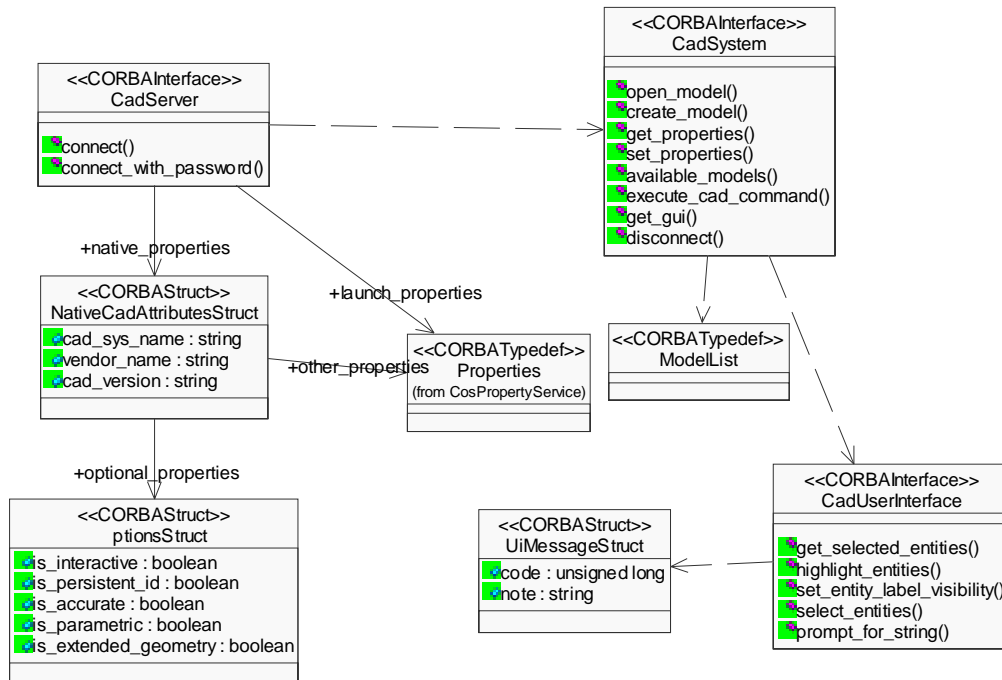 <<CORBAInterface>>
CadServer
connect()
connect_with_password()
<<CORBAInterface>>
CadSystem
open_model()
create_model()
get_properties()
set_properties()
available_models()
execute_cad_command()
get_gui()
disconnect()
+native_properties
+launch_properties
<<CORBAStruct>>
NativeCadAttributesStruct
cad_sys_name : string
vendor_name : string
cad_version : string
+other_properties
<<CORBATypedef>>
Properties
(from CosPropertyService)
<<CORBATypedef>>
ModelList
+optional_properties
<<CORBAStruct>>
ptionsStruct
is_interactive : boolean
is_persistent_id : boolean
is_accurate : boolean
is_parametric : boolean
is_extended_geometry : boolean
<<CORBAStruct>>
UiMessageStruct
code : unsigned long
note : string
<<CORBAInterface>>
CadUserInterface
get_selected_entities()
highlight_entities()
set_entity_label_visibility()
select_entities()
prompt_for_string()